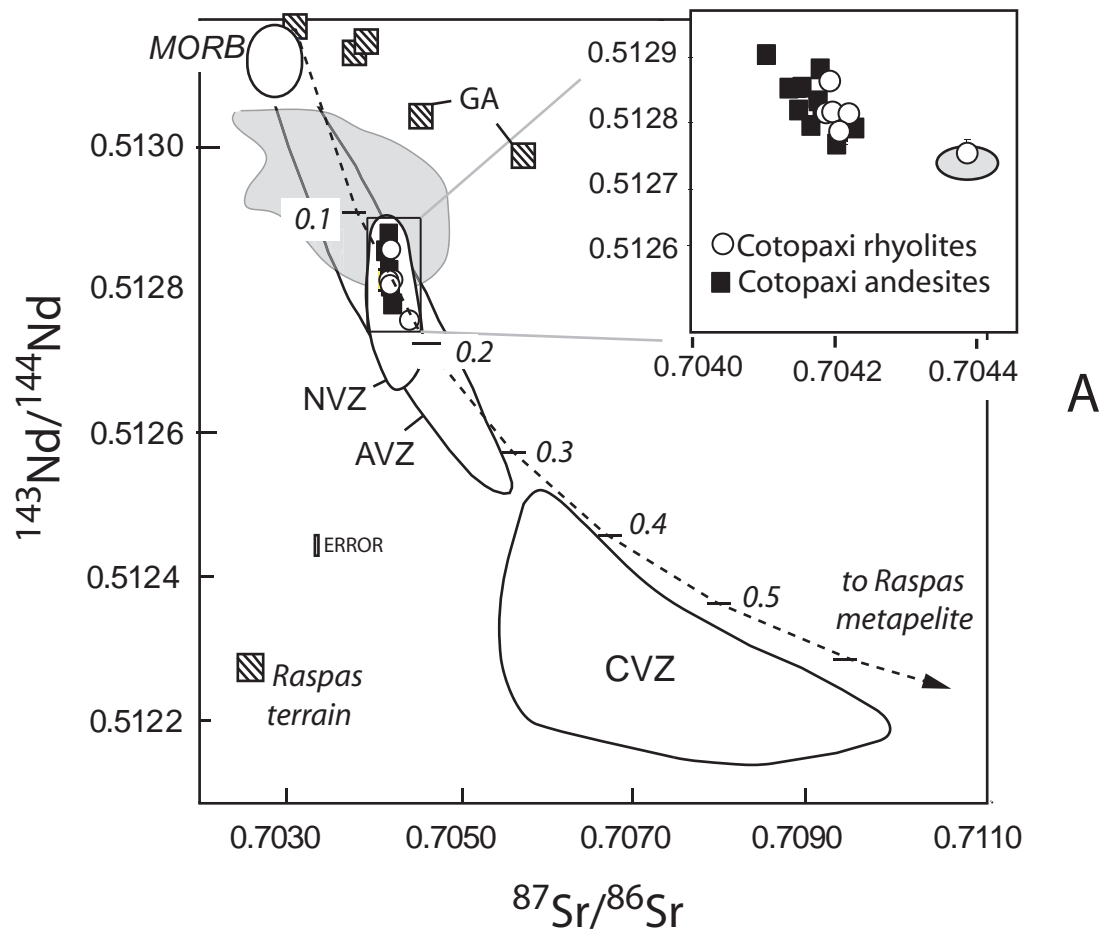 MORB
GA
0.5129
0.5128
0.5127
0.5126
Cotopaxi rhyolites
Cotopaxi andesites
0.7040
0.7042
0.7044
A
0.5130
0.5128
0.5126
0.5124
0.5122
143Nd/144Nd
0.1
0.2
0.3
0.4
0.5
NVZ
AVZ
ERROR
to Raspas
metapelite
CVZ
Raspas
terrain
0.7030
0.7050
0.7070
0.7090
0.7110
87Sr/86Sr